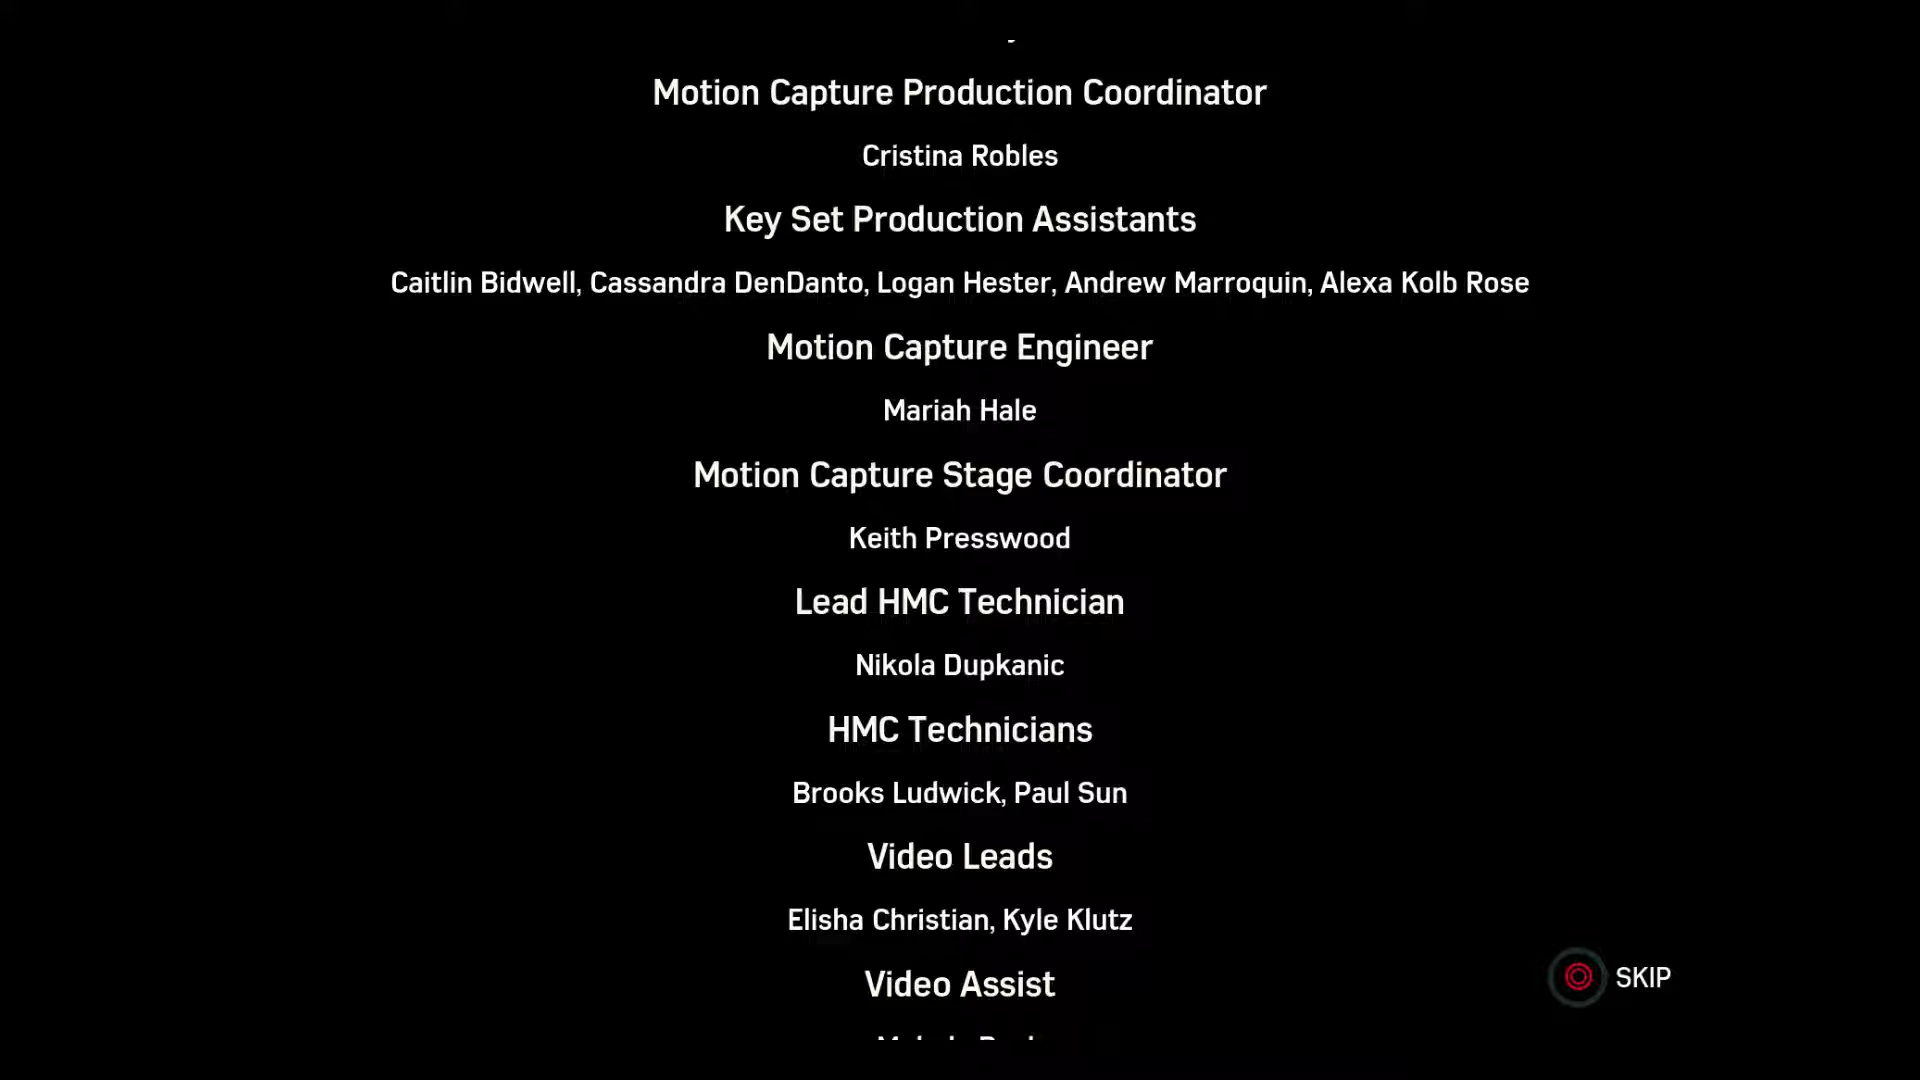 Motion Capture Production Coordinator
Cristina Robles
Key Set Production Assistants
Caitlin Bidwell, Cassandra DenDanto, Logan Hester, Andrew Marroquin, Alexa Kolb Rose
Motion Capture Engineer
Mariah Hale
Motion Capture Stage Coordinator
Keith Presswood
Lead HMC Technician
Nikola Dupkanic
HMC Technicians
Brooks Ludwick, Paul Sun
Video Leads
Elisha Christian, Kyle Klutz
Video Assist
SKIP